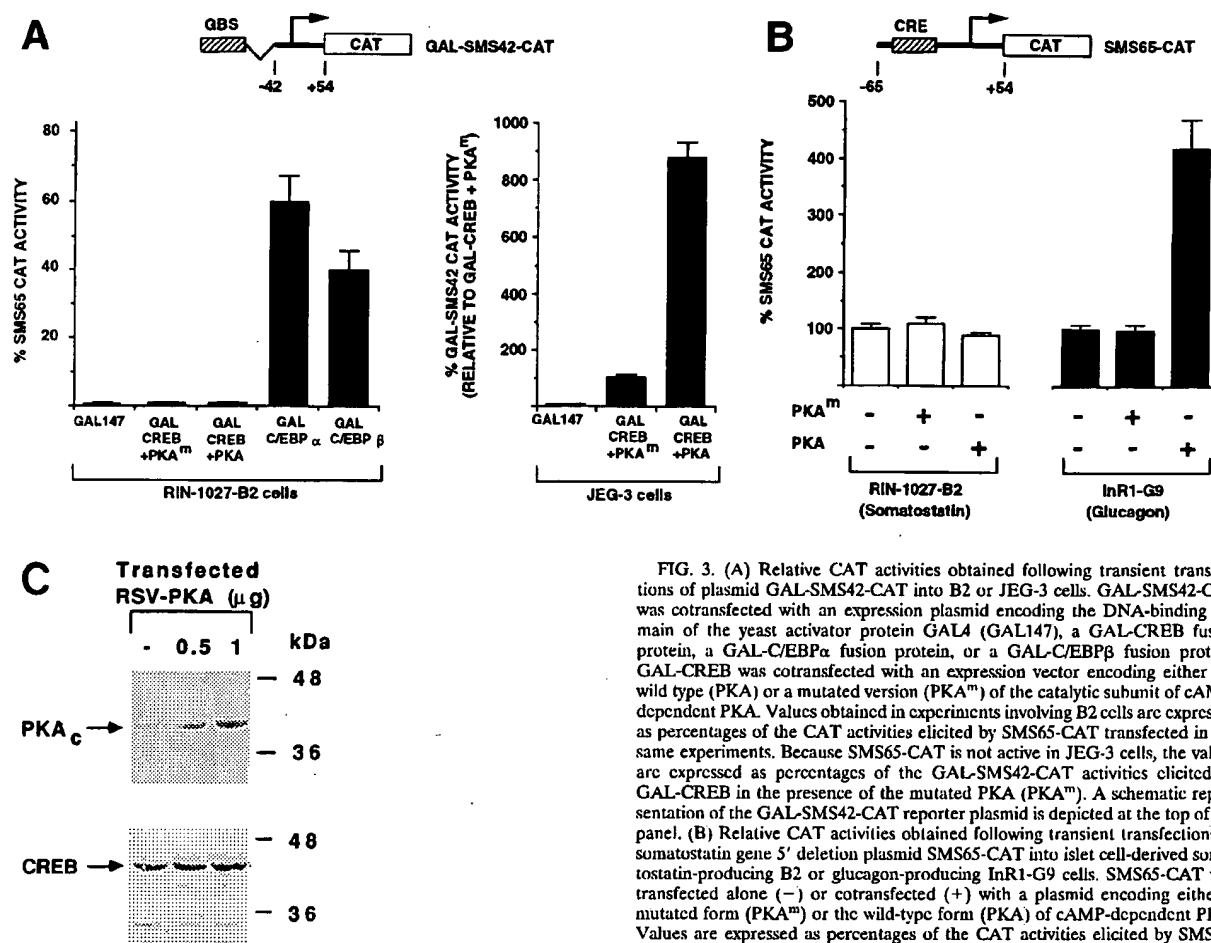 A
GBS
CAT
GAL-SMS42-CAT
-42
+54
% SMS65 CAT ACTIVITY
80
60
40
20
GAL147
GAL CREB +PKAᵐ
GAL CREB +PKA
GAL C/EBP α
GAL C/EBP β
RIN-1027-B2 cells
% GAL-SMS42 CAT ACTIVITY
(RELATIVE TO GAL-CREB + PKAᵐ)
1000
800
600
400
200
GAL147
GAL CREB +PKAᵐ
GAL CREB +PKA
JEG-3 cells
B
CRE
CAT
SMS65-CAT
-65
+54
% SMS65 CAT ACTIVITY
500
400
300
200
100
0
PKAᵐ - + - - + -
PKA - - + - - +
RIN-1027-B2
(Somatostatin)
InR1-G9
(Glucagon)
C
Transfected
RSV-PKA (μg)
- 0.5 1 kDa
48
PKAc
36
48
CREB
36
FIG. 3. (A) Relative CAT activities obtained following transient trans
tions of plasmid GAL-SMS42-CAT into B2 or JEG-3 cells. GAL-SMS42-C
was cotransfected with an expression plasmid encoding the DNA-binding
main of the yeast activator protein GAL4 (GAL147), a GAL-CREB fus
protein, a GAL-C/EBPα fusion protein, or a GAL-C/EBPβ fusion prot
GAL-CREB was cotransfected with an expression vector encoding either
wild type (PKA) or a mutated version (PKAᵐ) of the catalytic subunit of cAM
dependent PKA. Values obtained in experiments involving B2 cells are expres
as percentages of the CAT activities elicited by SMS65-CAT transfected in
same experiments. Because SMS65-CAT is not active in JEG-3 cells, the val
are expressed as percentages of the GAL-SMS42-CAT activities elicited
GAL-CREB in the presence of the mutated PKA (PKAᵐ). A schematic rep
sentation of the GAL-SMS42-CAT reporter plasmid is depicted at the top of
panel. (B) Relative CAT activities obtained following transient transfection
somatostatin gene 5' deletion plasmid SMS65-CAT into islet cell-derived son
tostatin-producing B2 or glucagon-producing InR1-G9 cells. SMS65-CAT
transfected alone (−) or cotransfected (+) with a plasmid encoding eithe
mutated form (PKAᵐ) or the wild-type form (PKA) of cAMP-dependent P
Values are expressed as percentages of the CAT activities elicited by SMS